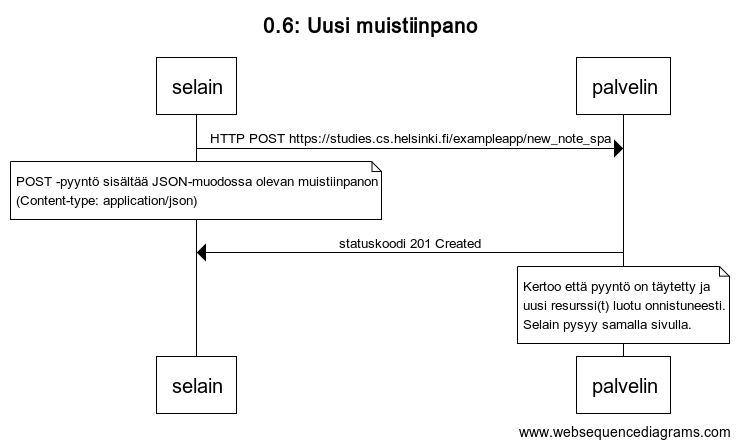 0.6: Uusi muistiinpano
selain
palvelin
HTTP POST https://studies.cs.helsinki.fi/exampleapp/new_note_spa
POST -pyyntö sisältää JSON-muodossa olevan muistiinpanon
(Content-type: application/json)
statuskoodi 201 Created
Kertoo että pyyntö on täytetty ja
uusi resurssi(t) luotu onnistuneesti.
Selain pysyy samalla sivulla.
selain
palvelin
www.websequencediagrams.com